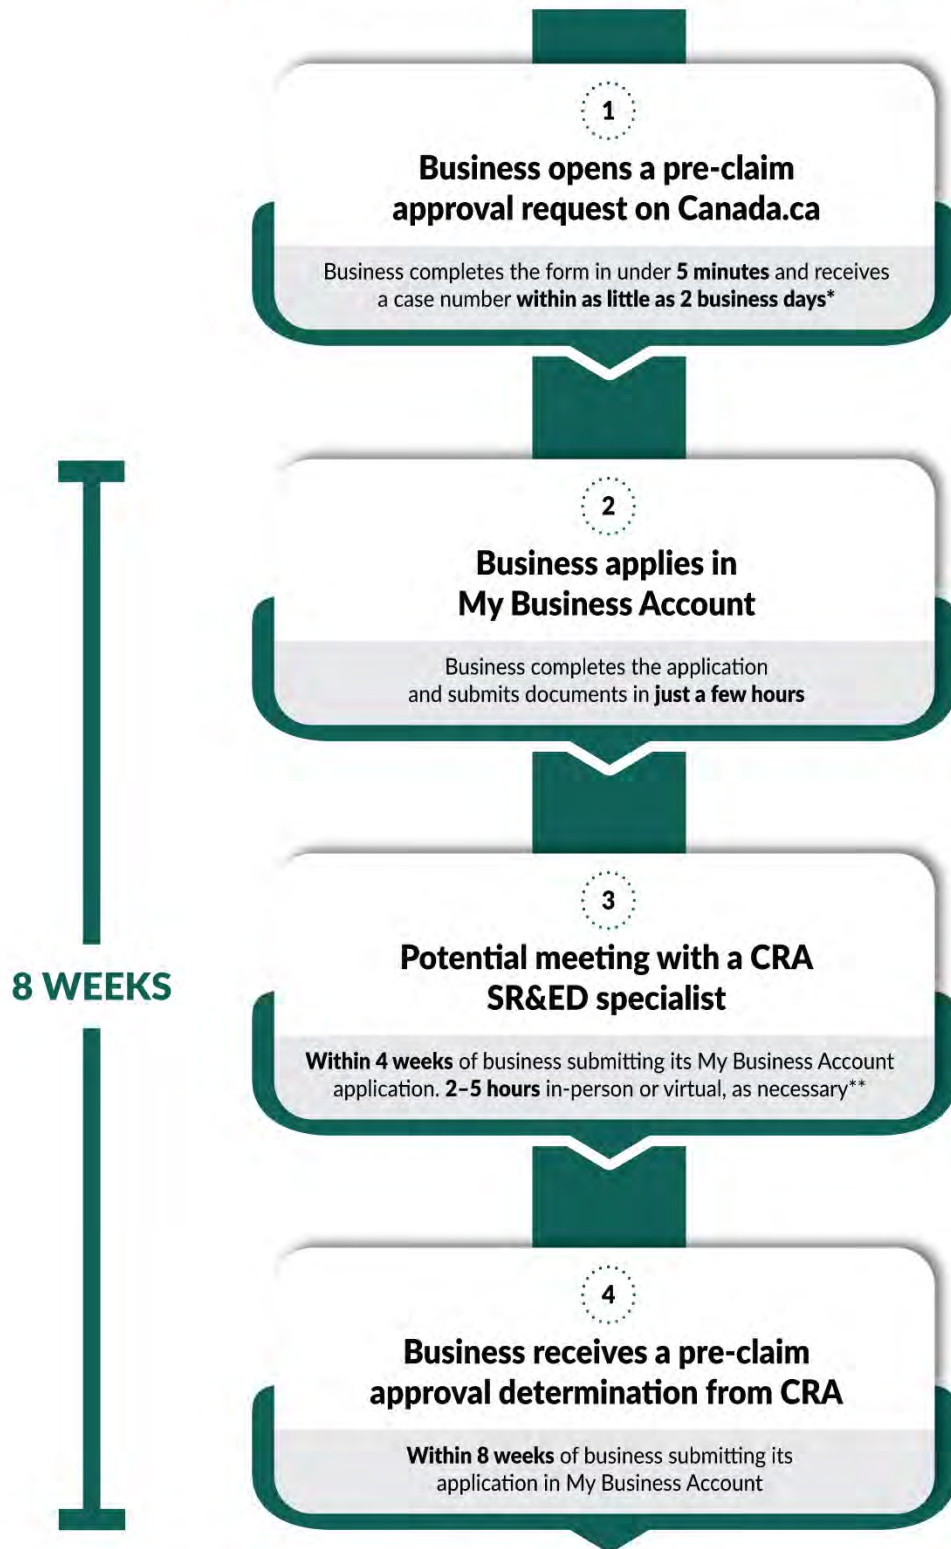 1
Business opens a pre-claim
approval request on Canada.ca
Business completes the form in under 5 minutes and receives
a case number within as little as 2 business days*
2
Business applies in
My Business Account
Business completes the application
and submits documents in just a few hours
8 WEEKS
3
Potential meeting with a CRA
SR&ED specialist
Within 4 weeks of business submitting its My Business Account
application. 2–5 hours in-person or virtual, as necessary**
4
Business receives a pre-claim
approval determination from CRA
Within 8 weeks of business submitting its
application in My Business Account